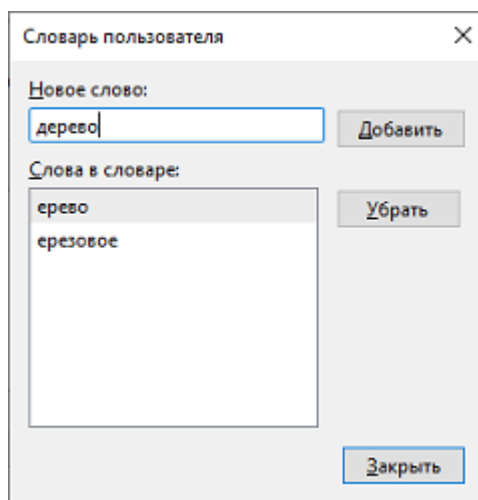 Словарь пользователя
Новое слово:
дерево
Добавить
Слова в словаре:
ерево
Убрать
ерезовое
Закрыть